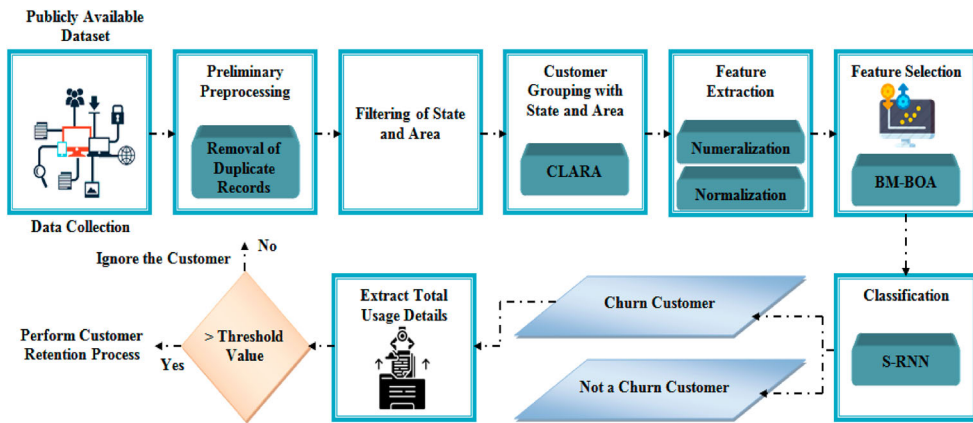 Publicly Available
Dataset
Data Collection
Preliminary
Preprocessing
Removal of
Duplicate
Records
Filtering of State
and Area
Customer
Grouping with
State and Area
CLARA
Feature
Extraction
Numeralization
Normalization
Feature Selection
BM-BOA
Classification
S-RNN
Churn Customer
Not a Churn Customer
Extract Total
Usage Details
> Threshold
Value
No
Ignore the Customer
Yes
Perform Customer
Retention Process